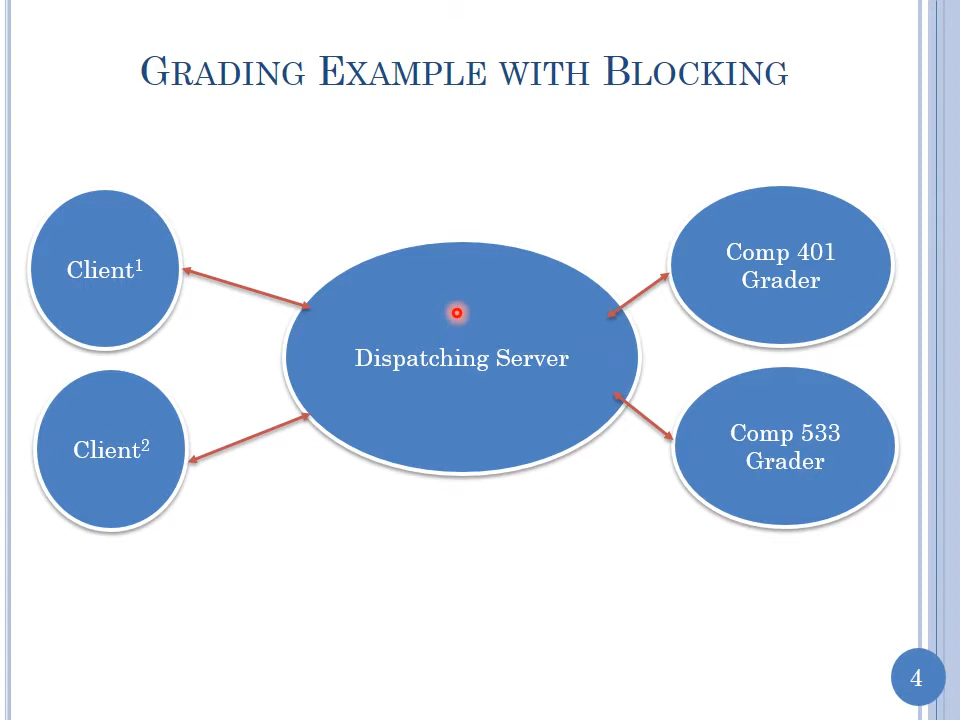 GRADING EXAMPLE WITH BLOCKING
Client¹
Comp 401
Grader
Dispatching Server
Client²
Comp 533
Grader
4